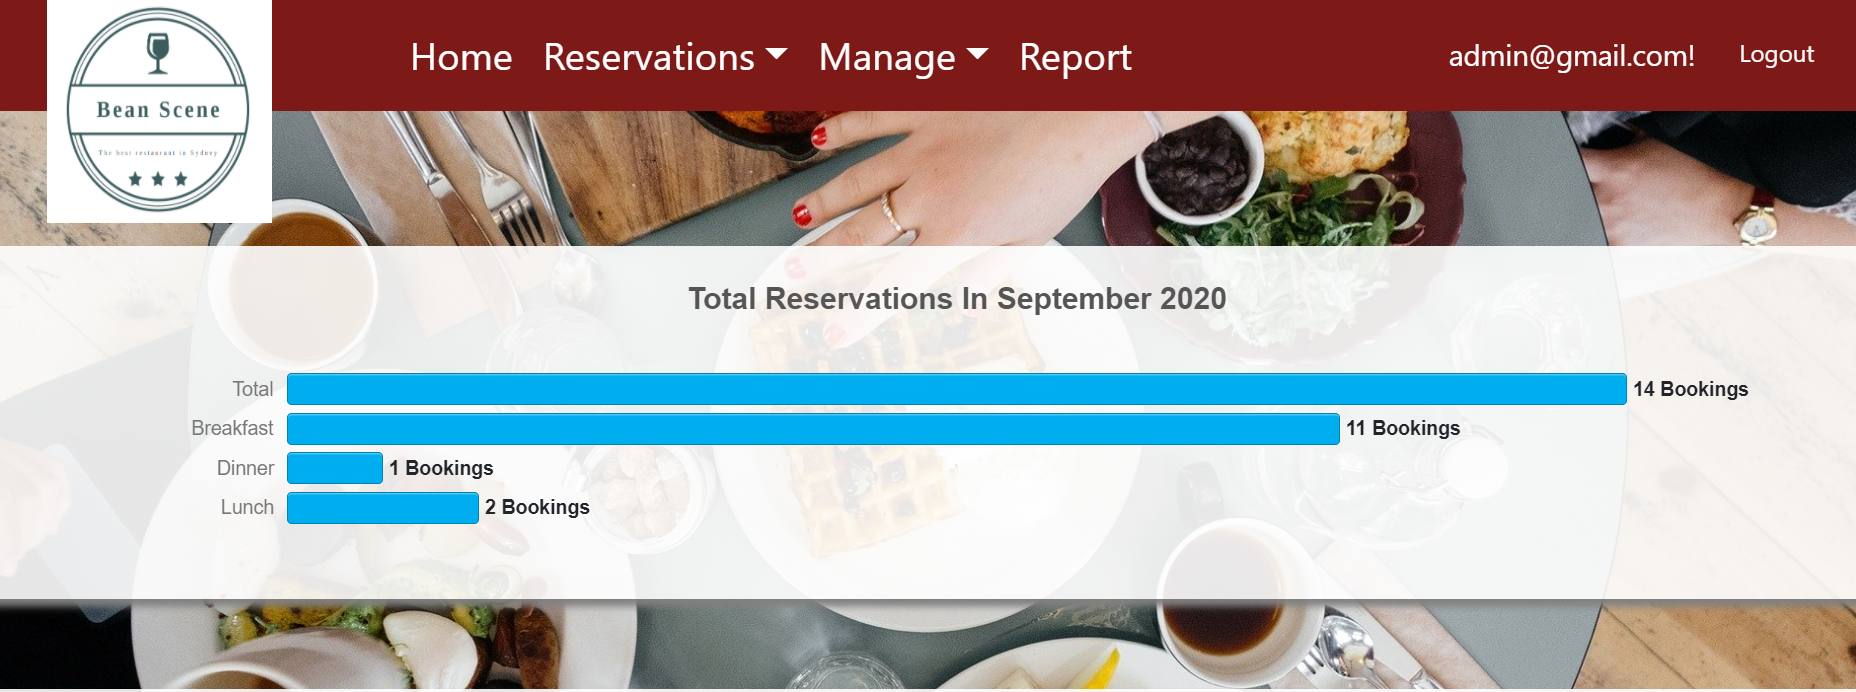 Bean Scene
The best restaurant in Sydney
Home Reservations Manage Report
admin@gmail.com! Logout
Total Reservations In September 2020
Total 14 Bookings
Breakfast 11 Bookings
Dinner 1 Bookings
Lunch 2 Bookings